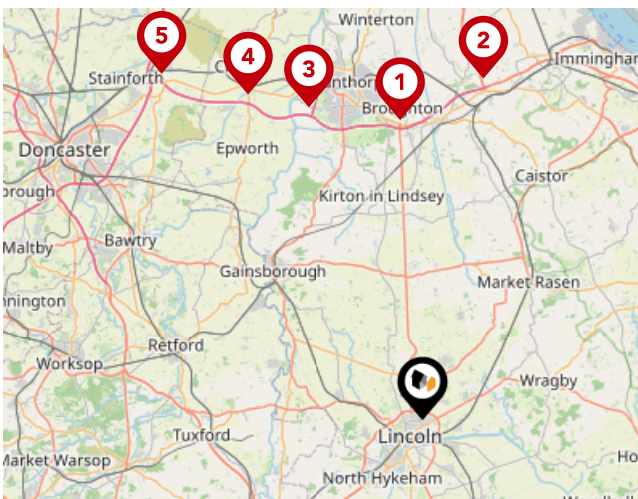 Winterton
2
5
4
Immingham
3
Stainforth
1
Doncaster
Epworth
Caistor
Kirton in Lindsey
Maltby
Bawtry
Gainsborough
Market Rasen
Worksop
Retford
Wragby
Lincoln
Tuxford
Market Warsop
North Hykeham